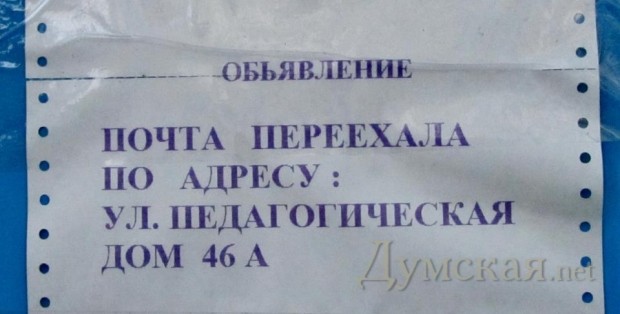 ОБЬЯВЛЕНИЕ
ПОЧТА ПЕРЕЕХАЛА
ПО АДРЕСУ :
УЛ. ПЕДАГОГИЧЕСКАЯ
ДОМ 46 А
Думская.net